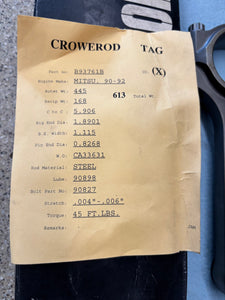 CROWEROD TAG
Part No: B93761B (X)
Engine Make: MITSU. 90-92
Rotat Wt: 445 613 Total Wt:
Recip Wt: 168
C to C: 5.906
Big End Dia: 1.8901
B.E. Width: 1.115
Pin End Dia: 0.8268
W.O: CA33631
Rod Material: STEEL
Lube: 90898
Bolt Part No: 90827
Stretch: .004"-.006"
Torque: 45 FT.LBS.
Remarks: